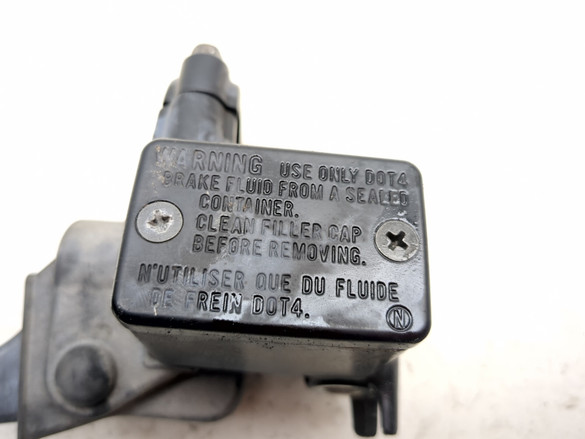 WARNING USE ONLY DOT4
BRAKE FLUID FROM A SEALED
CONTAINER.
CLEAN FILLER CAP
BEFORE REMOVING.
N'UTILISER QUE DU FLUIDE
DE FREIN DOT4.
N